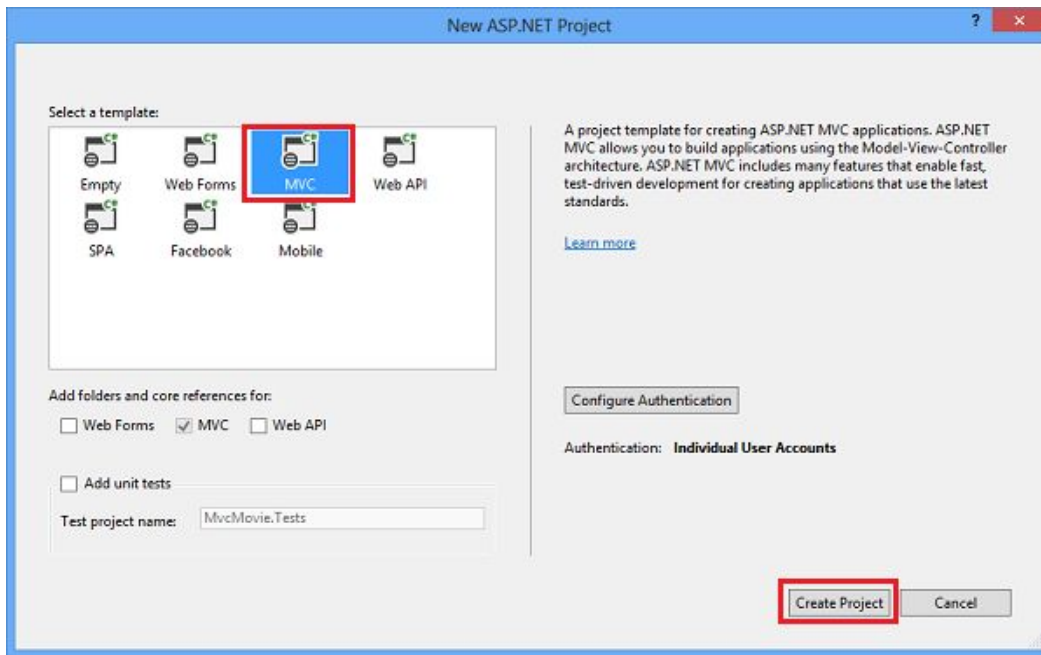 New ASP.NET Project
?
Select a template:
C# C# C# C#
Empty Web Forms MVC Web API
C# C# C#
SPA Facebook Mobile
A project template for creating ASP.NET MVC applications. ASP.NET
MVC allows you to build applications using the Model-View-Controller
architecture. ASP.NET MVC includes many features that enable fast,
test-driven development for creating applications that use the latest
standards.
Learn more
Add folders and core references for:
Web Forms MVC Web API
Add unit tests
Test project name: MvcMovie.Tests
Configure Authentication
Authentication: Individual User Accounts
Create Project Cancel